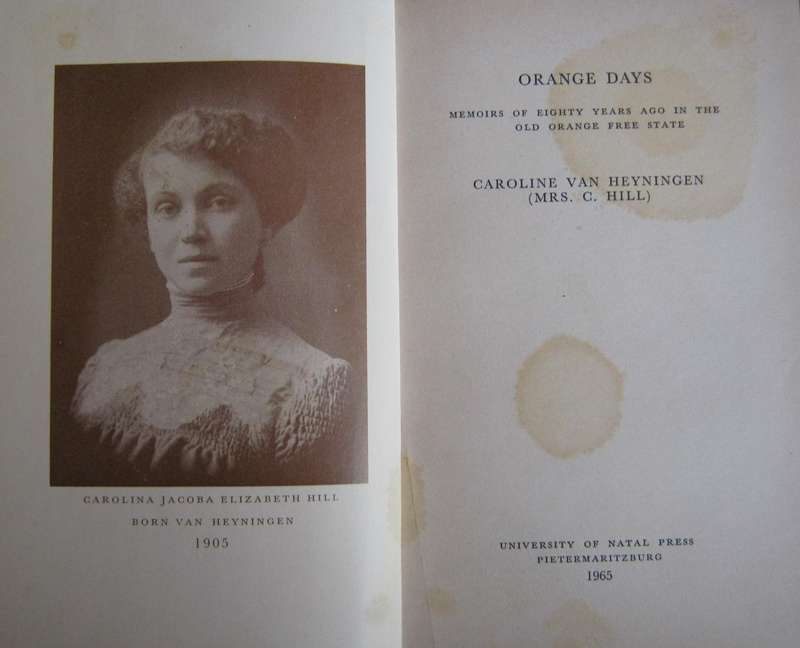 CAROLINA JACOBA ELIZABETH HILL
BORN VAN HEYNINGEN
1905
ORANGE DAYS
MEMOIRS OF EIGHTY YEARS AGO IN THE
OLD ORANGE FREE STATE
CAROLINE VAN HEYNINGEN
(MRS. C. HILL)
UNIVERSITY OF NATAL PRESS
PIETERMARITZBURG
1965